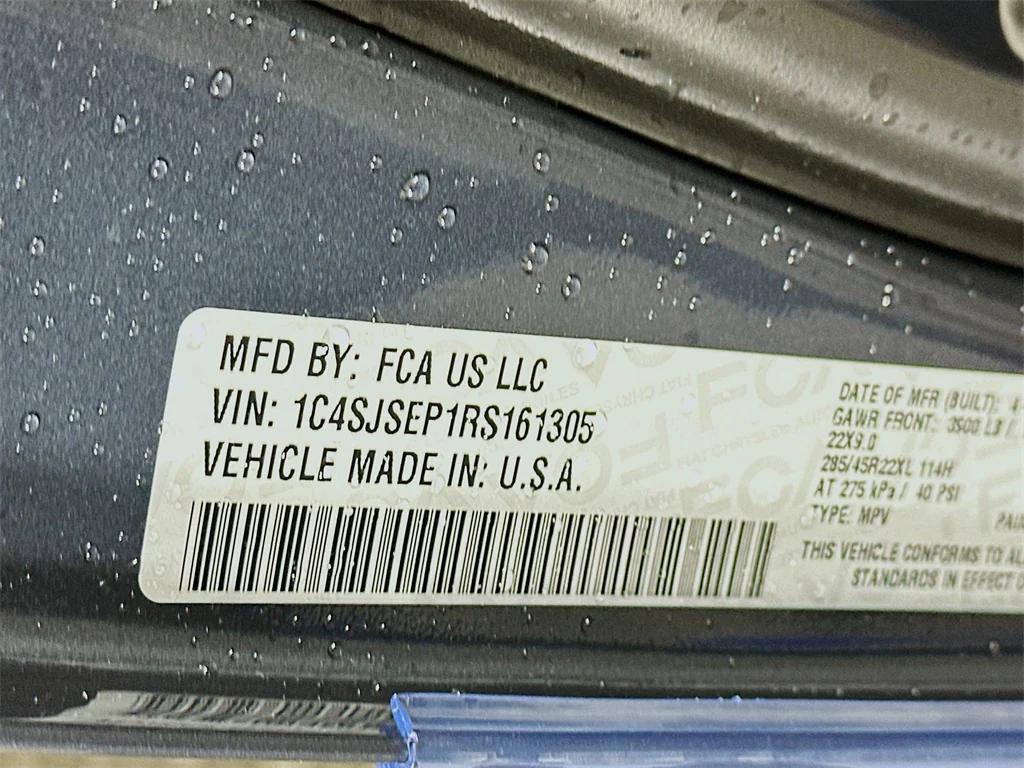 MFD BY: FCA US LLC
VIN: 1C4SJSEP1RS161305
VEHICLE MADE IN: U.S.A.
DATE OF MFR (BUILT): 4
GAWR FRONT: 3500 LB
22X9.0
285/45R22XL 114H
AT 275 kPa / 40 PSI
TYPE: MPV
THIS VEHICLE CONFORMS TO
STANDARDS IN EFFECT